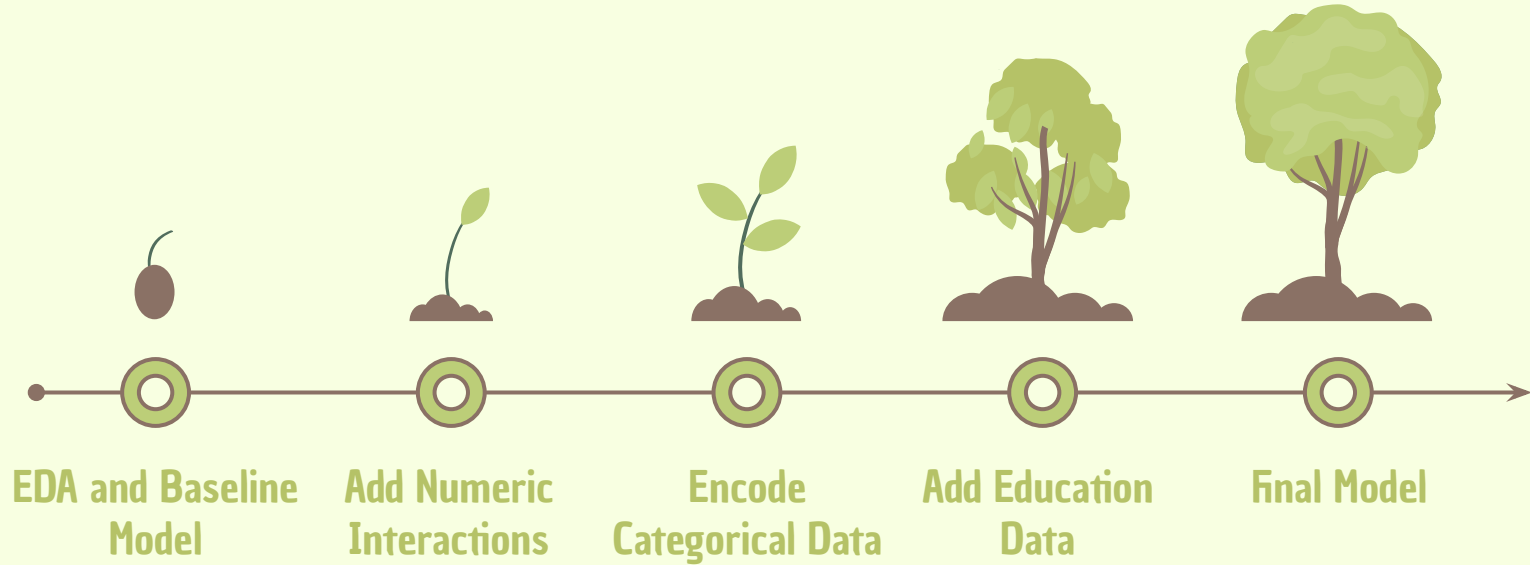 EDA and Baseline
Model
Add Numeric
Interactions
Encode
Categorical Data
Add Education
Data
Final Model